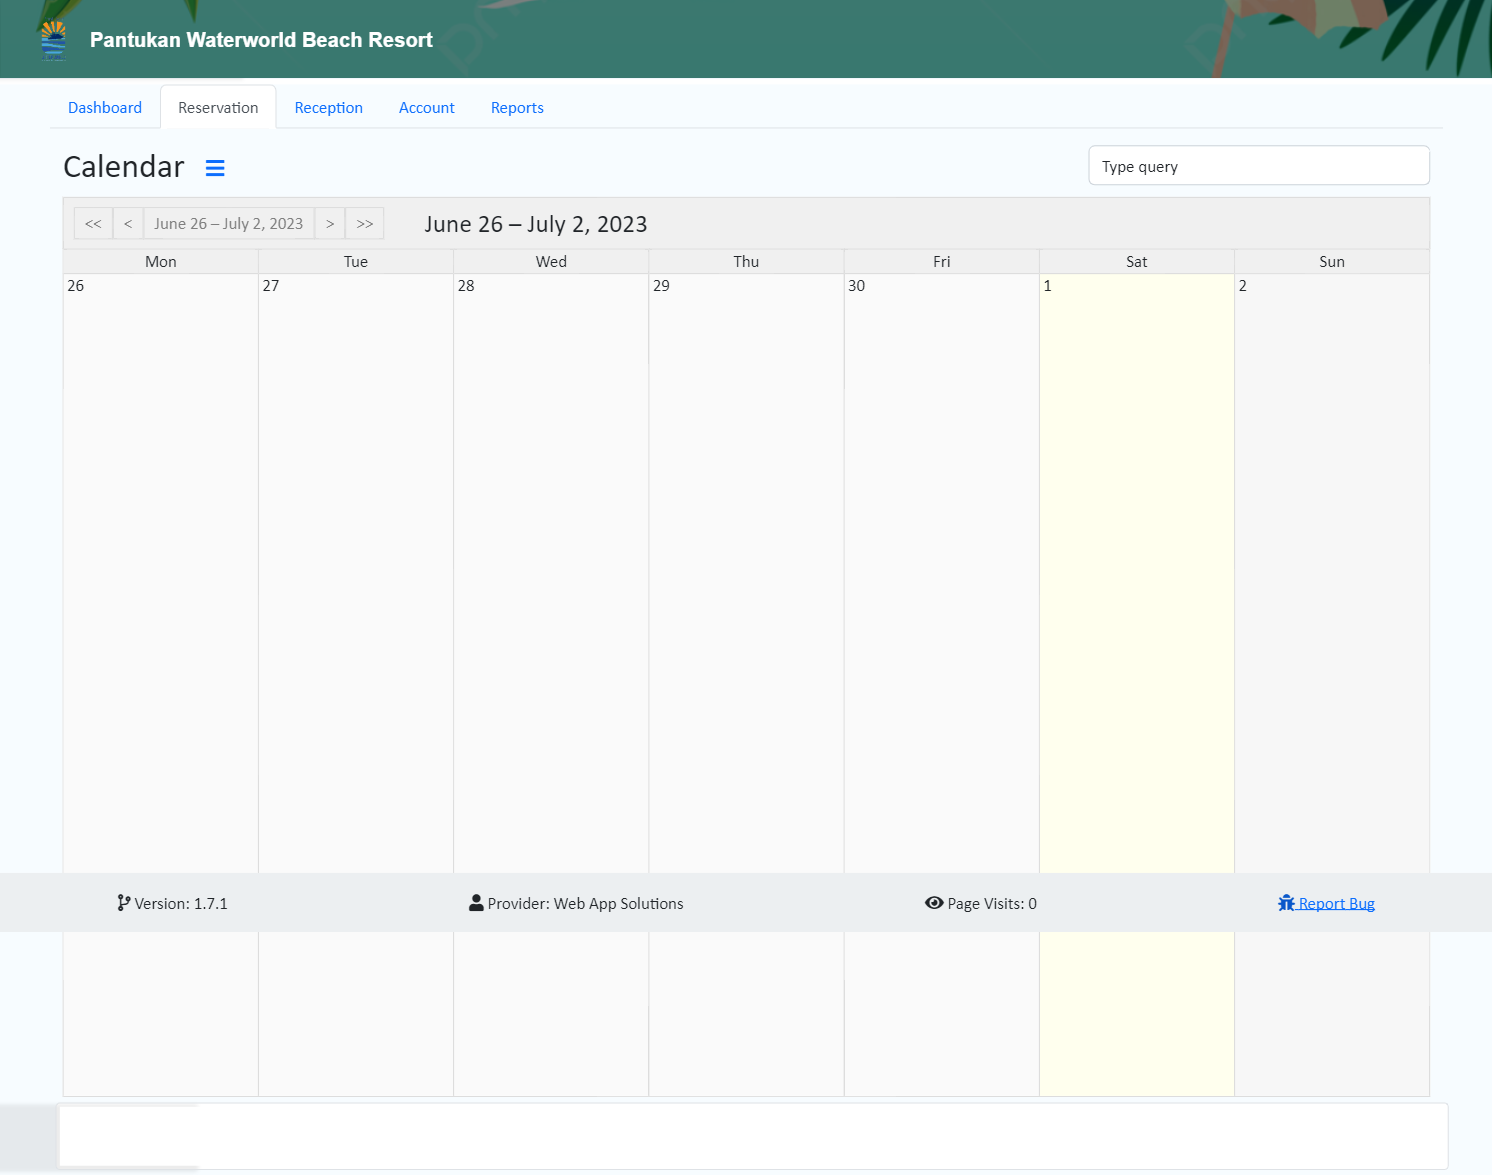 Pantukan Waterworld Beach Resort
Dashboard Reservation Reception Account Reports
Calendar Type query
<< < June 26 – July 2, 2023 > >> June 26 – July 2, 2023
Mon Tue Wed Thu Fri Sat Sun
26 27 28 29 30 1 2
Version: 1.7.1 Provider: Web App Solutions Page Visits: 0 Report Bug